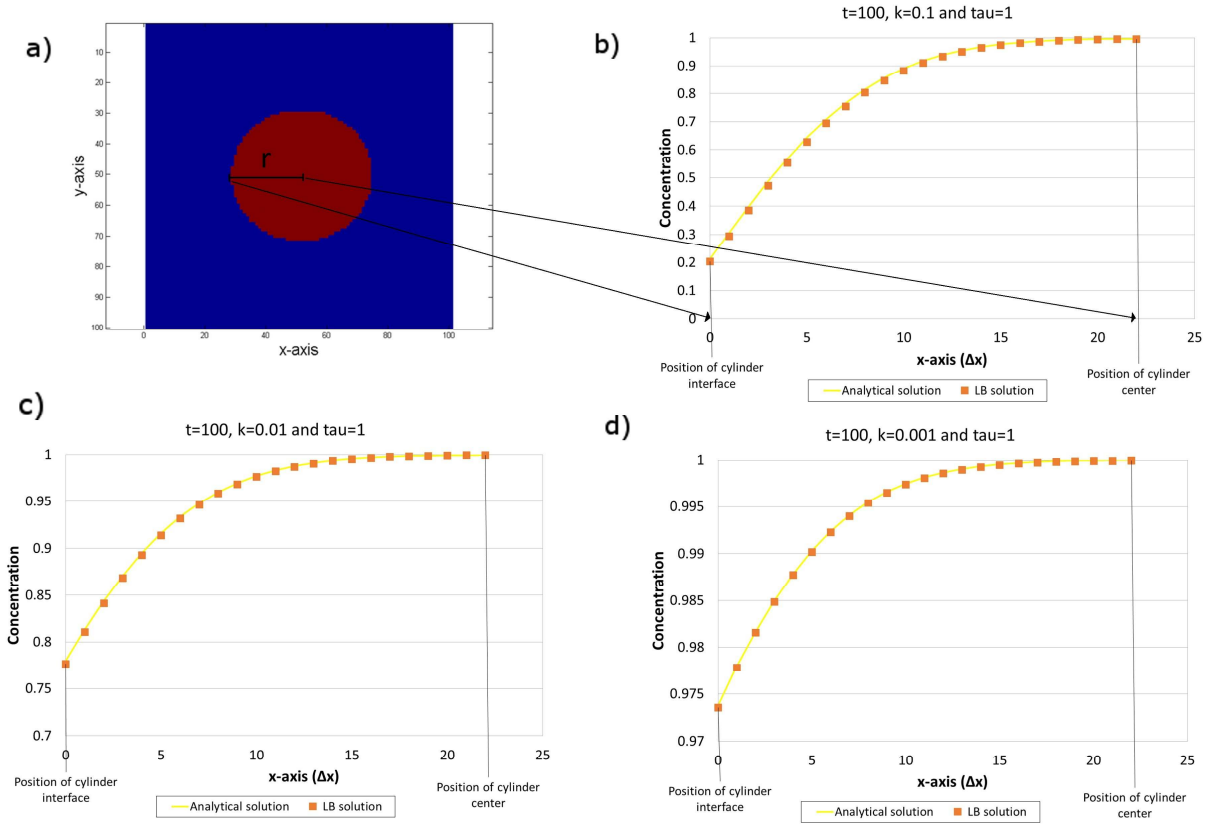 a)
10
20
30
40
50
60
70
80
90
100
y-axis
r
0
20
40
60
80
100
x-axis
b)
t=100, k=0.1 and tau=1
1
0.9
0.8
0.7
0.6
0.5
0.4
0.3
0.2
0.1
0
Concentration
0
5
10
15
20
25
x-axis (Δx)
Position of cylinder
interface
Position of cylinder
center
Analytical solution
LB solution
c)
t=100, k=0.01 and tau=1
1
0.95
0.9
0.85
0.8
0.75
0.7
Concentration
0
5
10
15
20
25
x-axis (Δx)
Position of cylinder
interface
Position of cylinder
center
Analytical solution
LB solution
d)
t=100, k=0.001 and tau=1
1
0.995
0.99
0.985
0.98
0.975
0.97
Concentration
0
5
10
15
20
25
x-axis (Δx)
Position of cylinder
interface
Position of cylinder
center
Analytical solution
LB solution